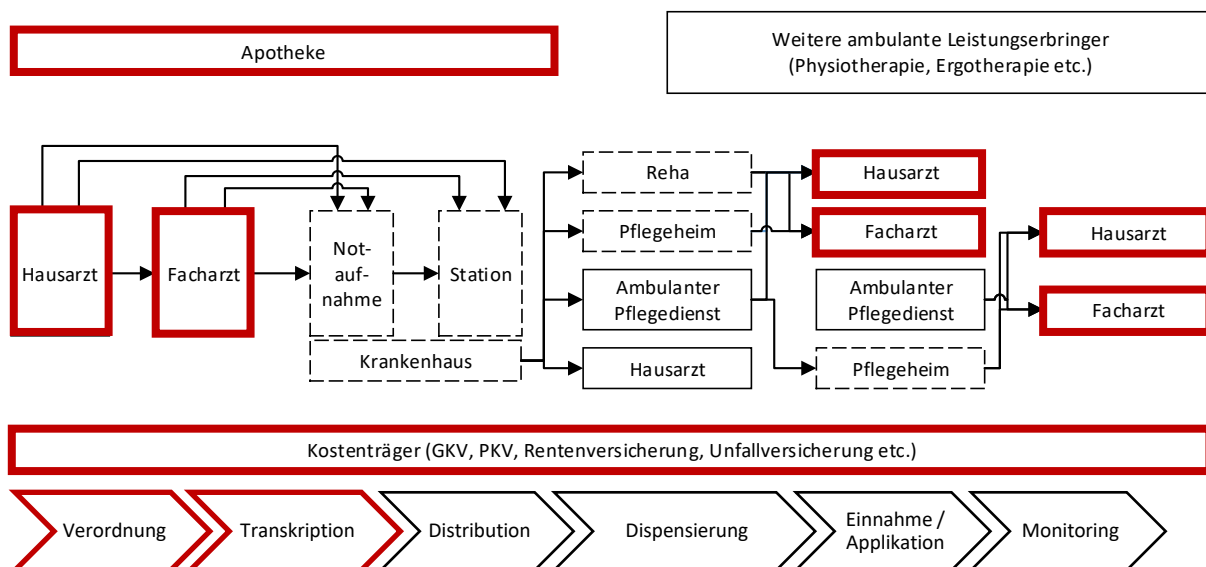 Apotheke
Weitere ambulante Leistungserbringer
(Physiotherapie, Ergotherapie etc.)
Hausarzt
Facharzt
Not-
auf-
nahme
Station
Krankenhaus
Reha
Pflegeheim
Ambulanter
Pflegedienst
Hausarzt
Hausarzt
Facharzt
Ambulanter
Pflegedienst
Pflegeheim
Hausarzt
Facharzt
Kostenträger (GKV, PKV, Rentenversicherung, Unfallversicherung etc.)
Verordnung
Transkription
Distribution
Dispensierung
Einnahme /
Applikation
Monitoring